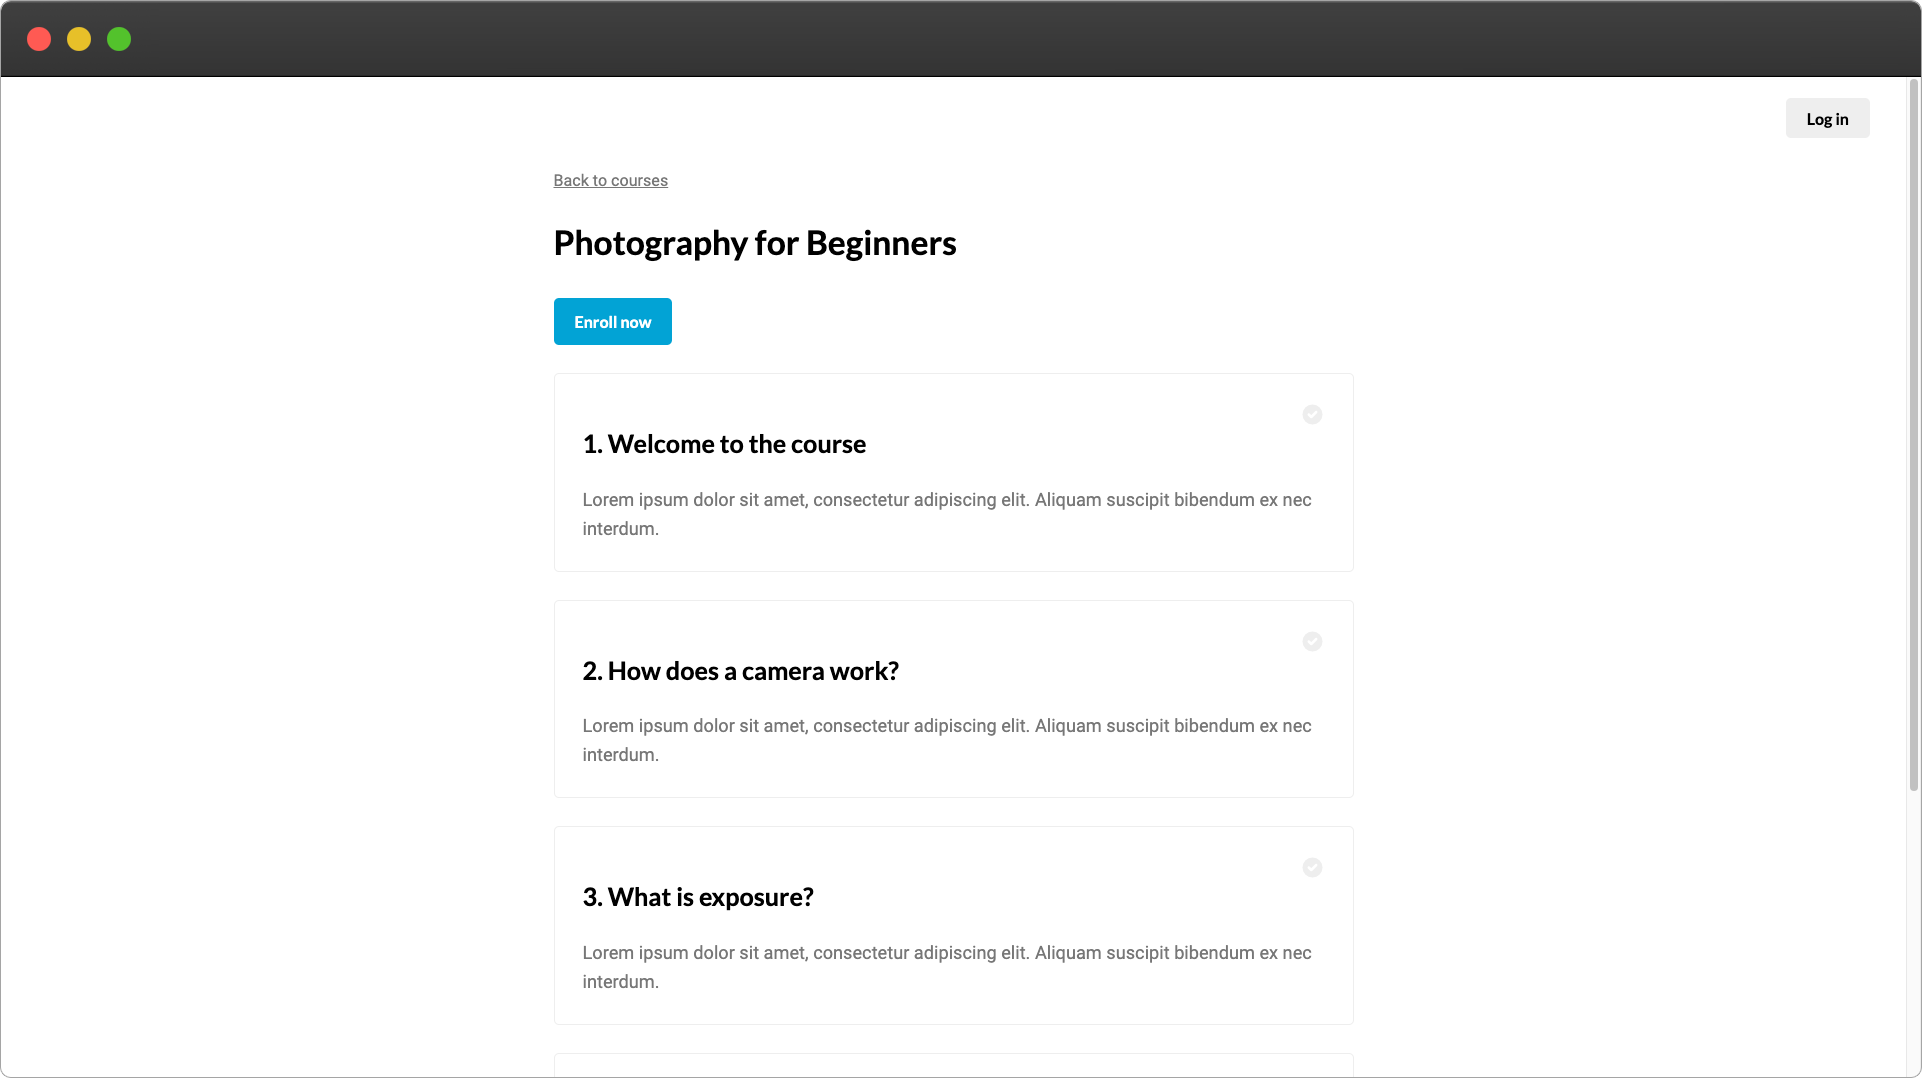 Log in
Back to courses
Photography for Beginners
Enroll now
1. Welcome to the course
Lorem ipsum dolor sit amet, consectetur adipiscing elit. Aliquam suscipit bibendum ex nec
interdum.
2. How does a camera work?
Lorem ipsum dolor sit amet, consectetur adipiscing elit. Aliquam suscipit bibendum ex nec
interdum.
3. What is exposure?
Lorem ipsum dolor sit amet, consectetur adipiscing elit. Aliquam suscipit bibendum ex nec
interdum.